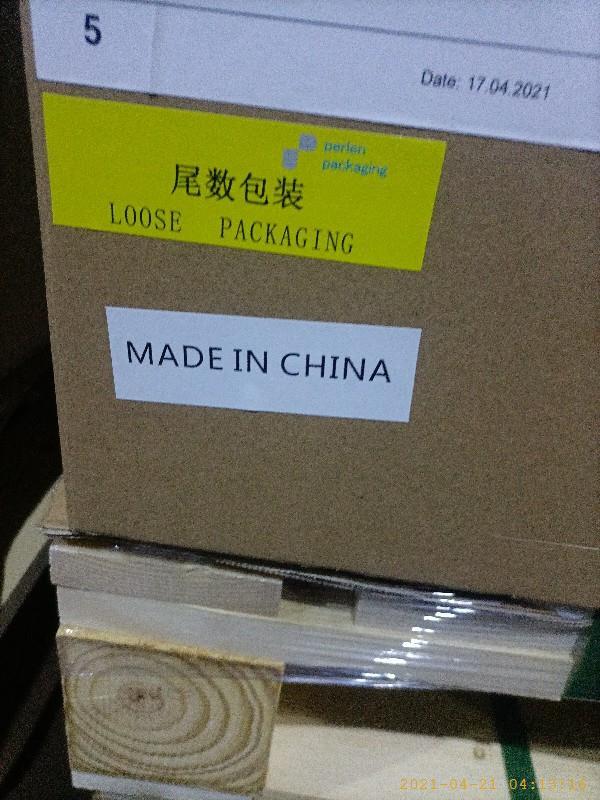 5
Date: 17.04.2021
perlen
packaging
尾数包装
LOOSE PACKAGING
MADE IN CHINA
2021-04-21 04:13:16